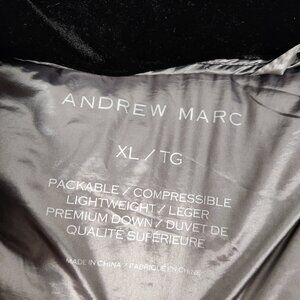 ANDREW MARC
XL / TG
PACKABLE / COMPRESSIBLE
LIGHTWEIGHT / LÉGER
PREMIUM DOWN / DUVET DE
QUALITÉ SUPÉRIEURE
MADE IN CHINA / FABRIQUÉ EN CHINE